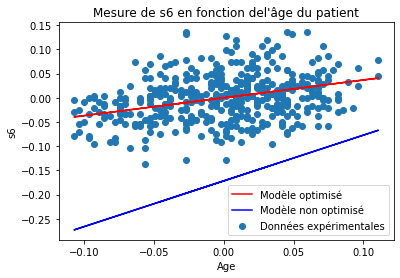 Mesure de s6 en fonction del'âge du patient
0.15
0.10
0.05
0.00
−0.05
−0.10
−0.15
−0.20
−0.25
s6
Modèle optimisé
Modèle non optimisé
Données expérimentales
−0.10
−0.05
0.00
0.05
0.10
Age